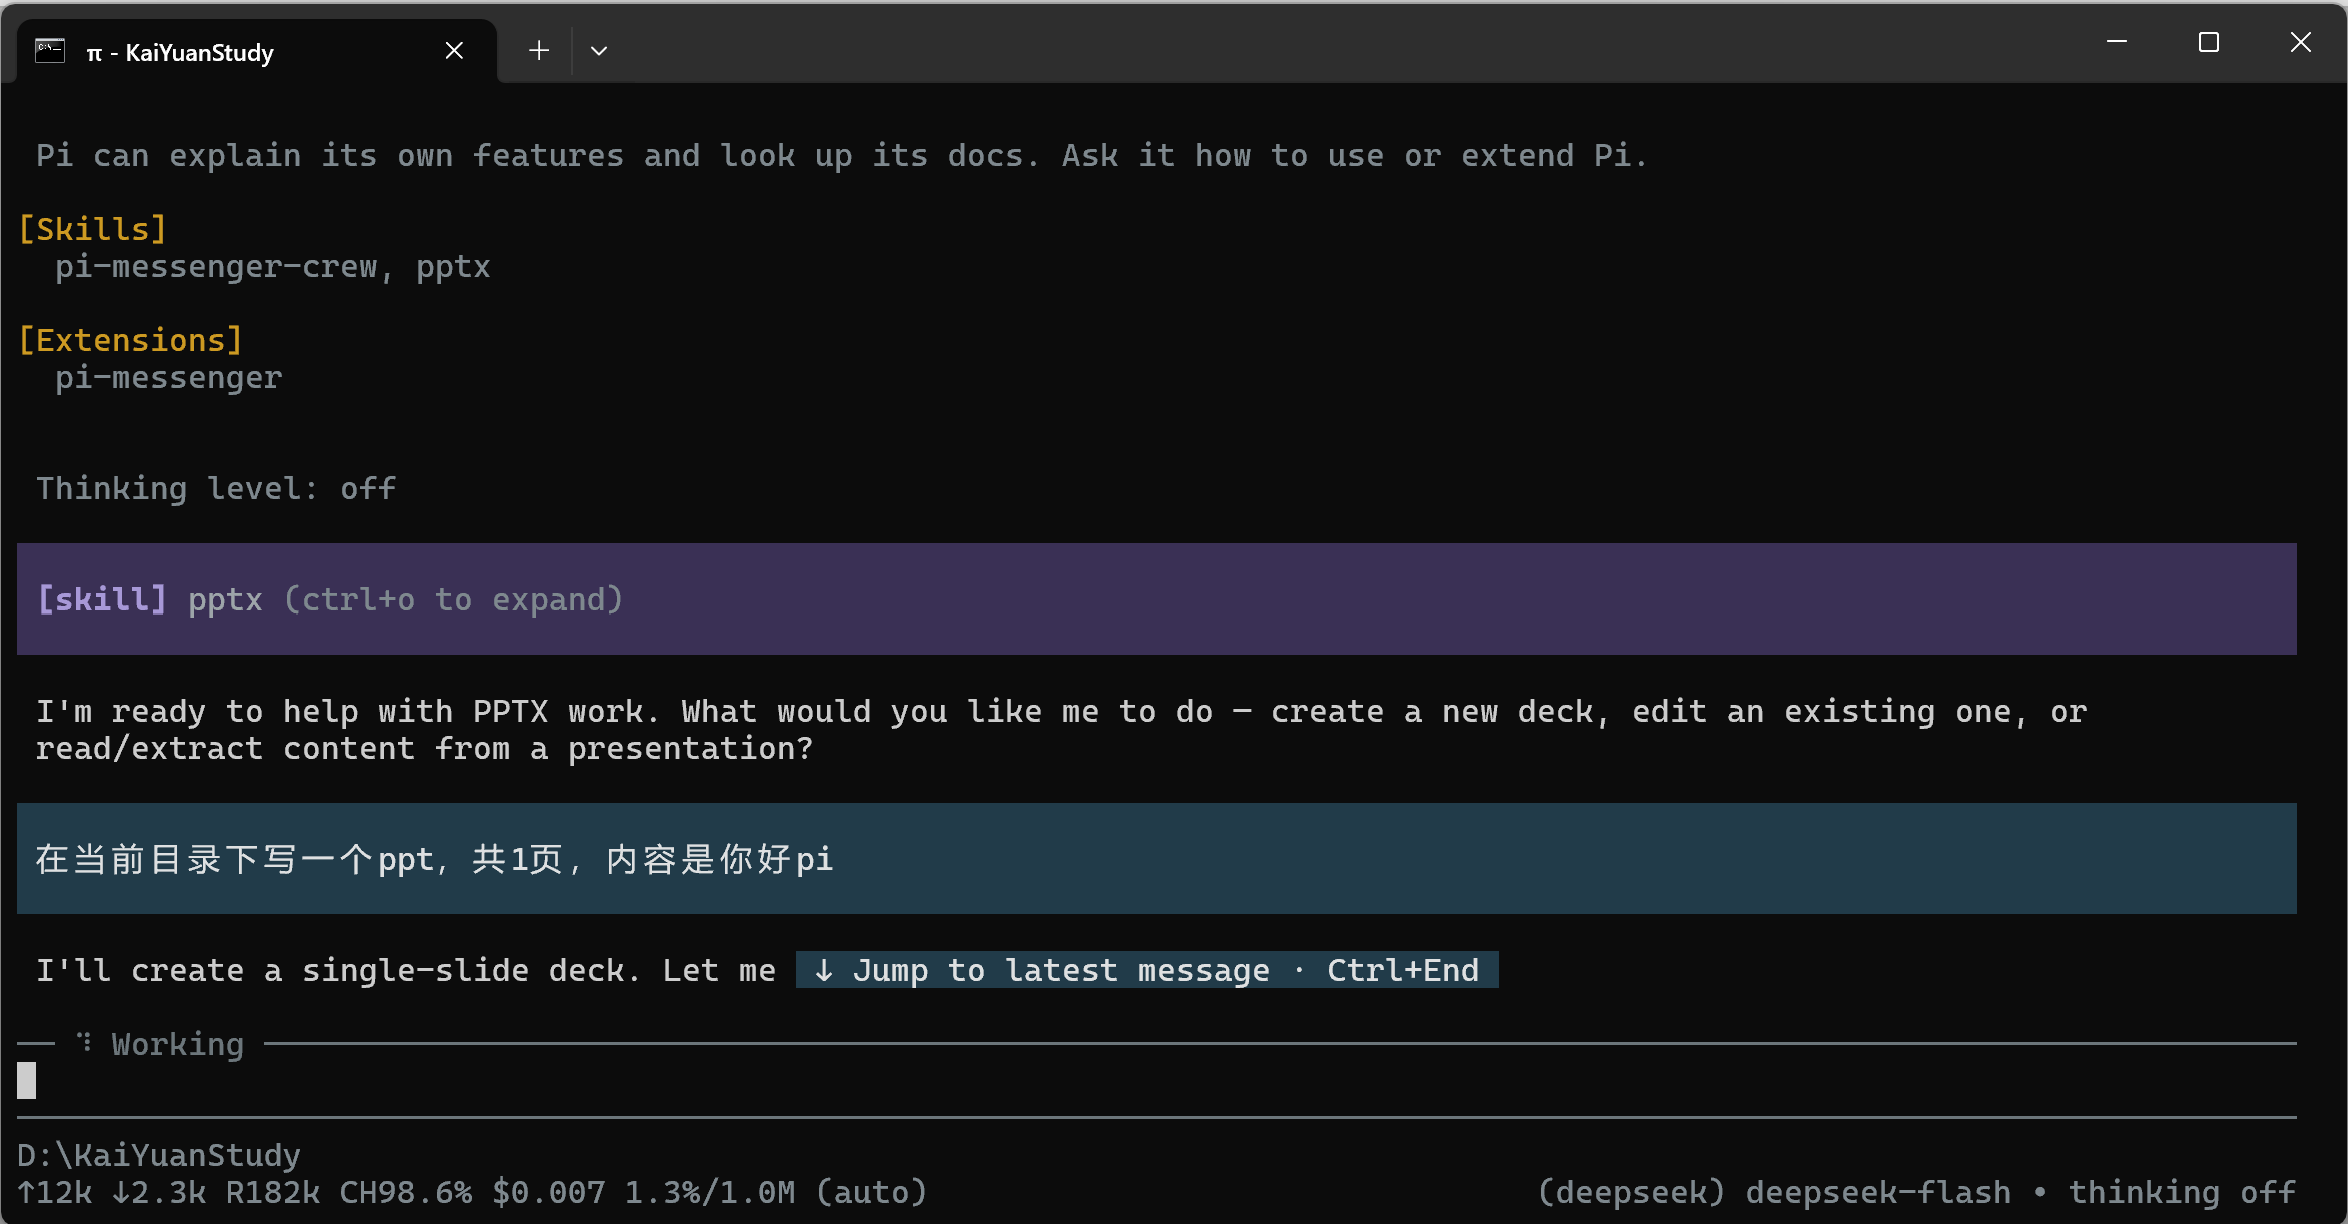 π - KaiYuanStudy
Pi can explain its own features and look up its docs. Ask it how to use or extend Pi.
[Skills]
pi-messenger-crew, pptx
[Extensions]
pi-messenger
Thinking level: off
[skill] pptx (ctrl+o to expand)
I'm ready to help with PPTX work. What would you like me to do — create a new deck, edit an existing one, or
read/extract content from a presentation?
在当前目录下写一个ppt，共1页，内容是你好pi
I'll create a single-slide deck. Let me ↓ Jump to latest message · Ctrl+End
Working
D:\KaiYuanStudy
↑12k ↓2.3k R182k CH98.6% $0.007 1.3%/1.0M (auto) (deepseek) deepseek-flash • thinking off